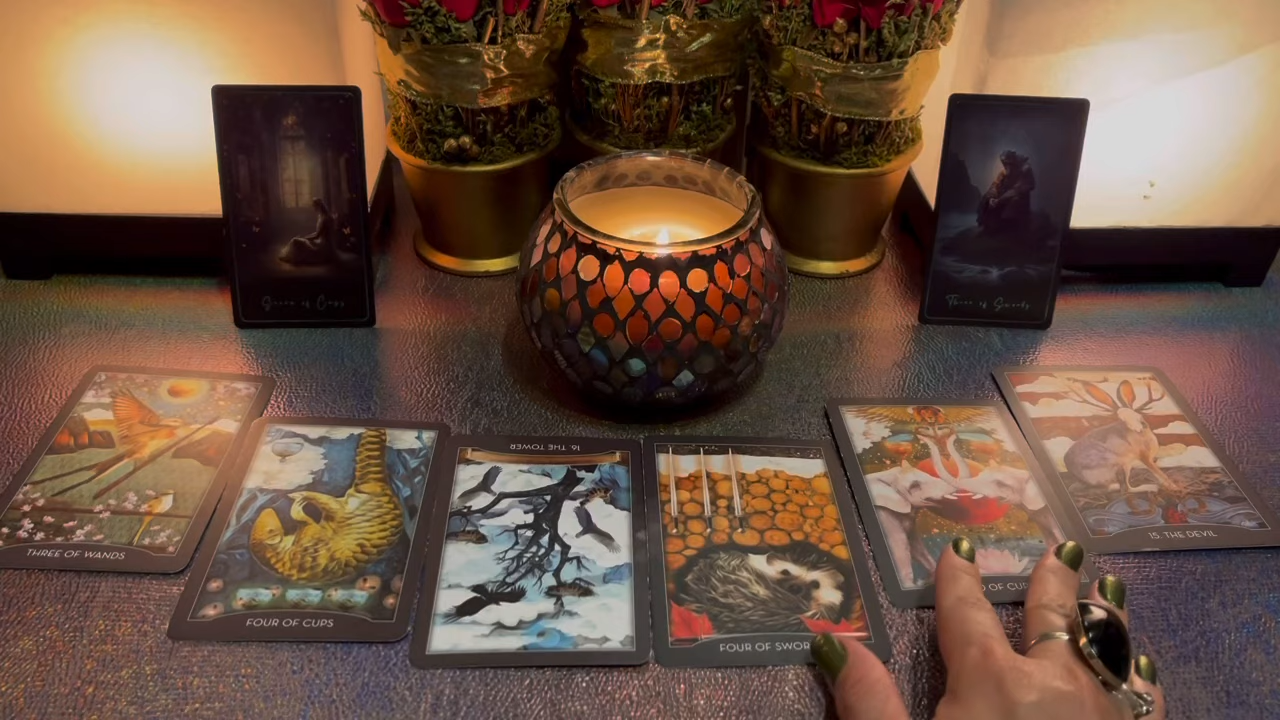 Queen of Cups
Three of Swords
THREE OF WANDS
FOUR OF CUPS
16. THE TOWER
FOUR OF SWOR
O OF CUP
15. THE DEVIL